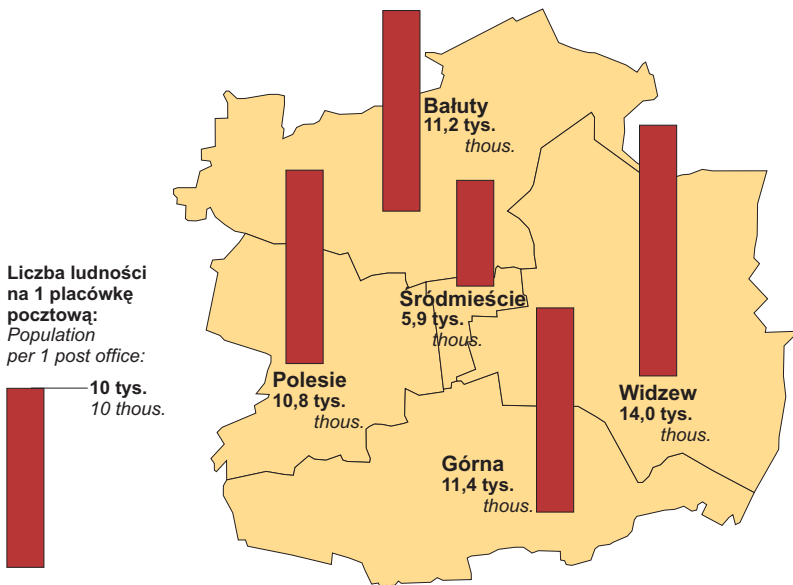 Bałuty
11,2 tys.
thous.
Śródmieście
5,9 tys.
thous.
Liczba ludności
na 1 placówkę
pocztową:
Population
per 1 post office:
10 tys.
10 thous.
Polesie
10,8 tys.
thous.
Widzew
14,0 tys.
thous.
Górna
11,4 tys.
thous.